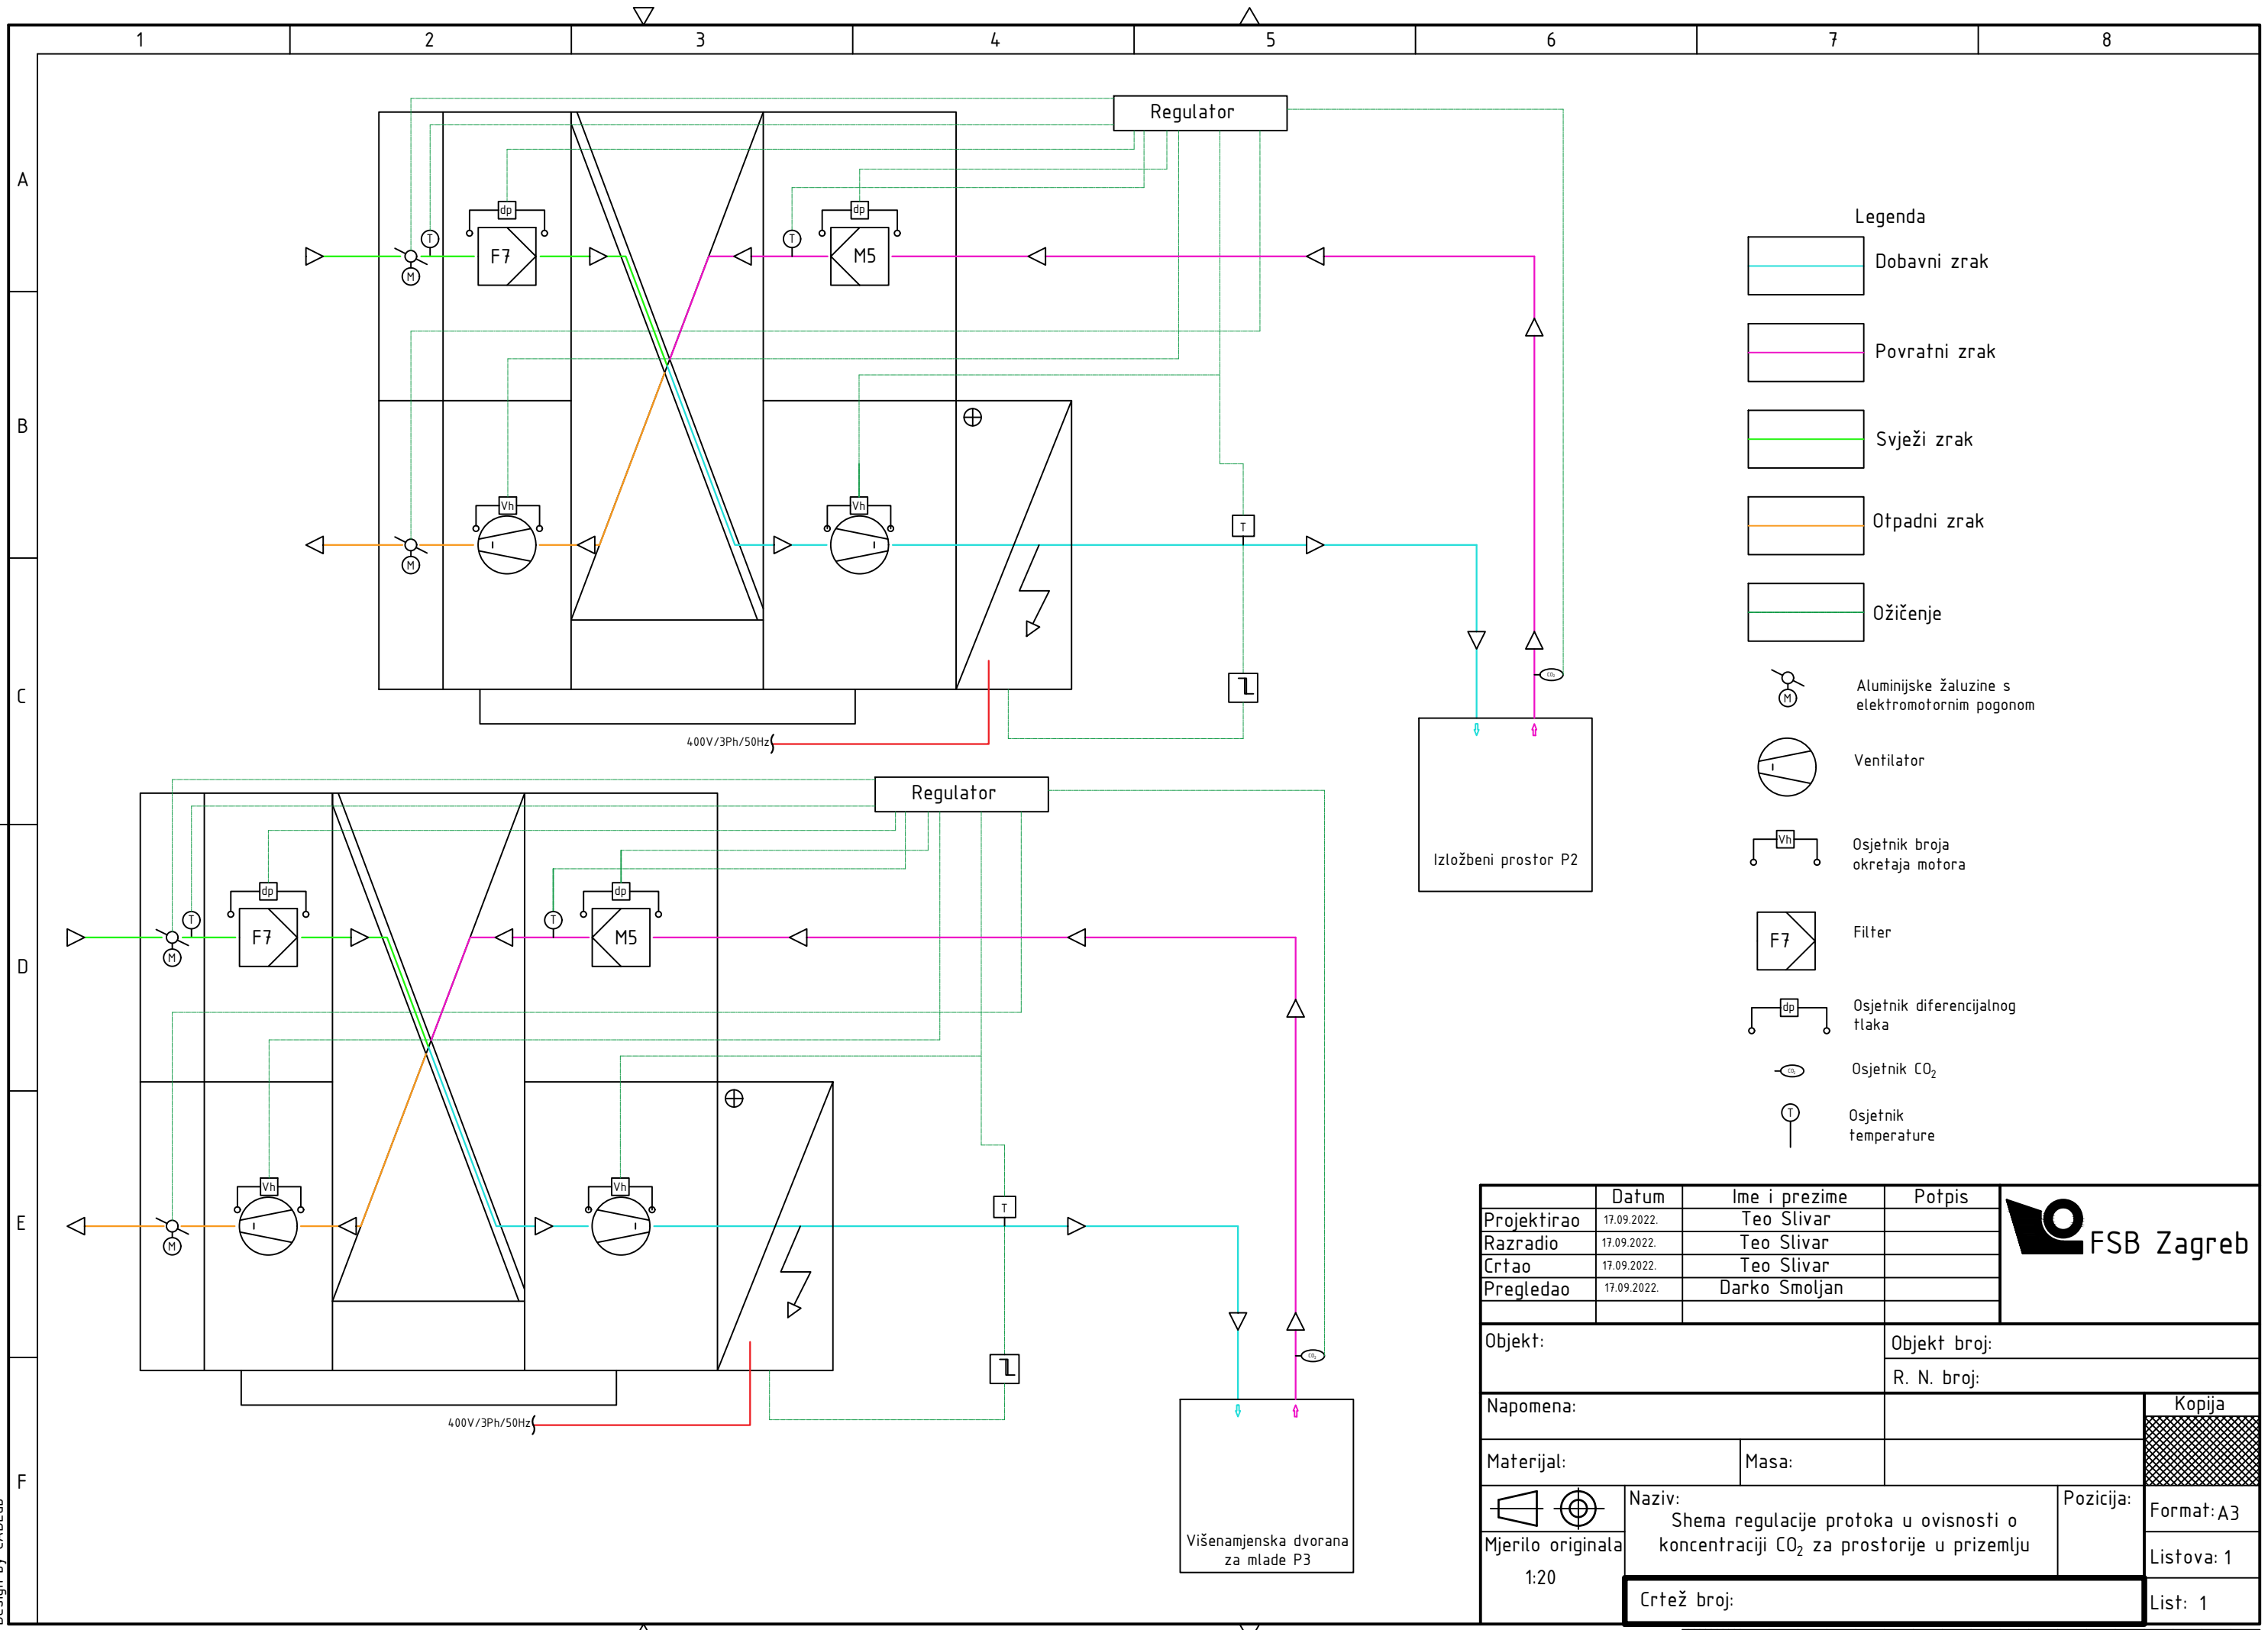 1 2 3 4 5 6 7 8
A
B
C
D
E
F
Regulator
T
dp
F7
M
T
dp
M5
Vh
M
Vh
T
CO2
400V/3Ph/50Hz
Izložbeni prostor P2
Regulator
T
dp
F7
M
T
dp
M5
Vh
M
Vh
T
CO2
400V/3Ph/50Hz
Višenamjenska dvorana
za mlade P3
Legenda
Dobavni zrak
Povratni zrak
Svježi zrak
Otpadni zrak
Ožičenje
M
Aluminijske žaluzine s
elektromotornim pogonom
Ventilator
Vh
Osjetnik broja
okretaja motora
F7
Filter
dp
Osjetnik diferencijalnog
tlaka
CO2
Osjetnik CO2
T
Osjetnik
temperature
Datum Ime i prezime Potpis
Projektirao 17.09.2022. Teo Slivar
Razradio 17.09.2022. Teo Slivar
Crtao 17.09.2022. Teo Slivar
Pregledao 17.09.2022. Darko Smoljan
FSB Zagreb
Objekt:
Objekt broj:
R. N. broj:
Napomena:
Kopija
Materijal:
Masa:
Naziv:
Shema regulacije protoka u ovisnosti o
koncentraciji CO2 za prostorije u prizemlju
Pozicija:
Format: A3
Mjerilo originala
1:20
Listova: 1
Crtež broj:
List: 1